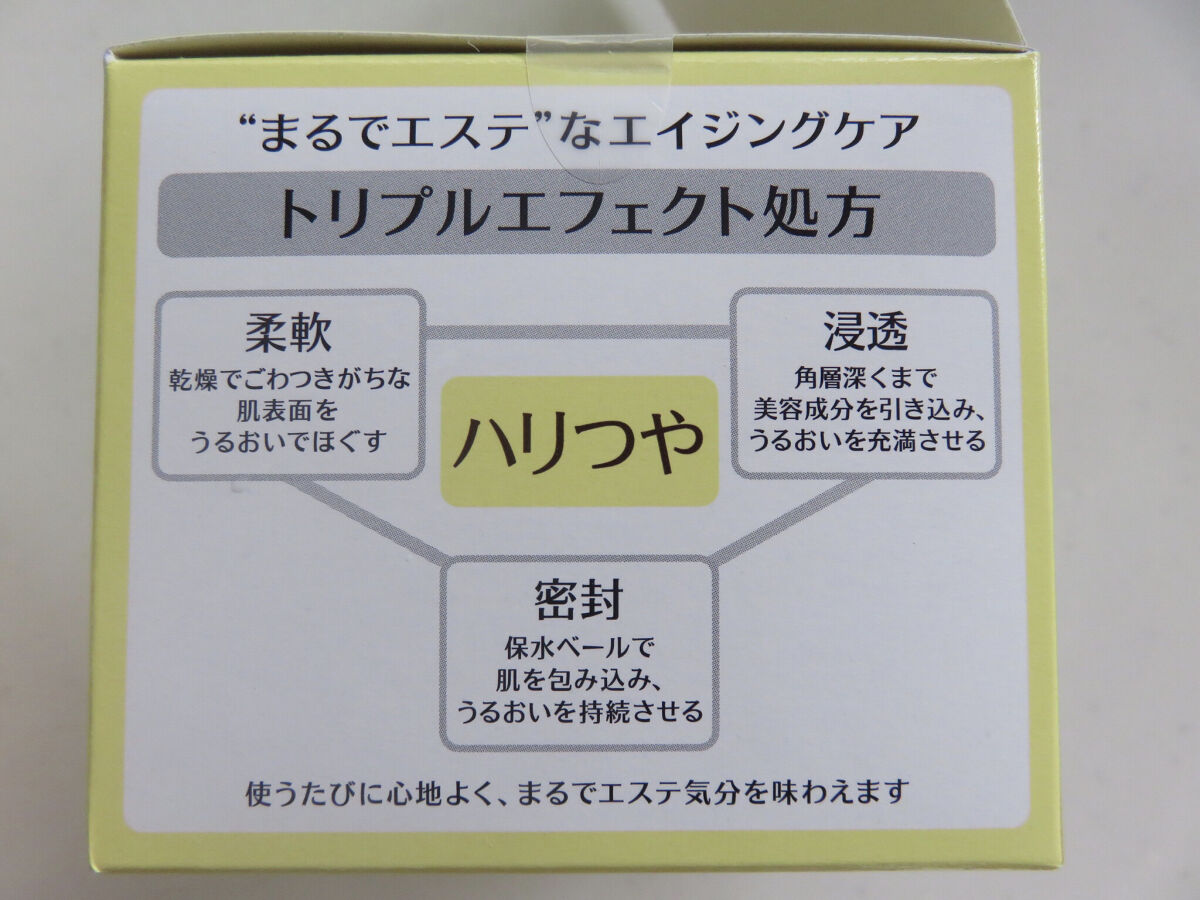 “まるでエステ”なエイジングケア
トリプルエフェクト処方
柔軟
乾燥でごわつきがちな
肌表面を
うるおいでほぐす
浸透
角層深くまで
美容成分を引き込み、
うるおいを充満させる
ハリつや
密封
保水ベールで
肌を包み込み、
うるおいを持続させる
使うたびに心地よく、まるでエステ気分を味わえます